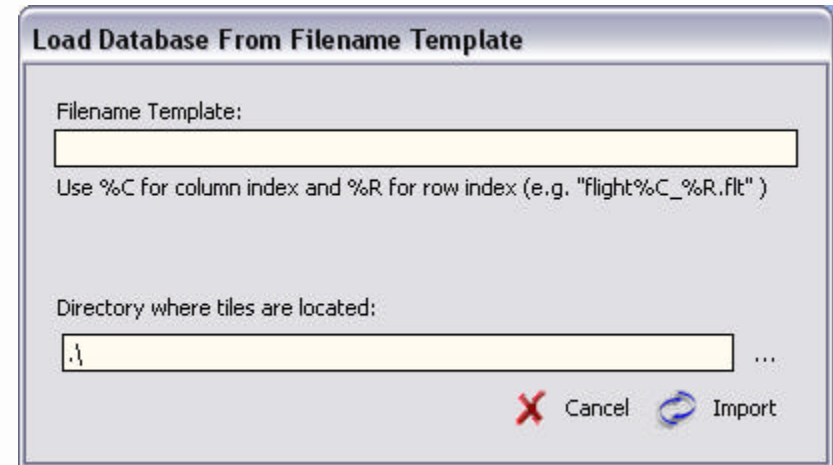 Load Database From Filename Template
Filename Template:
Use %C for column index and %R for row index (e.g. "flight%C_%R.flt" )
Directory where tiles are located:
.\
...
Cancel Import